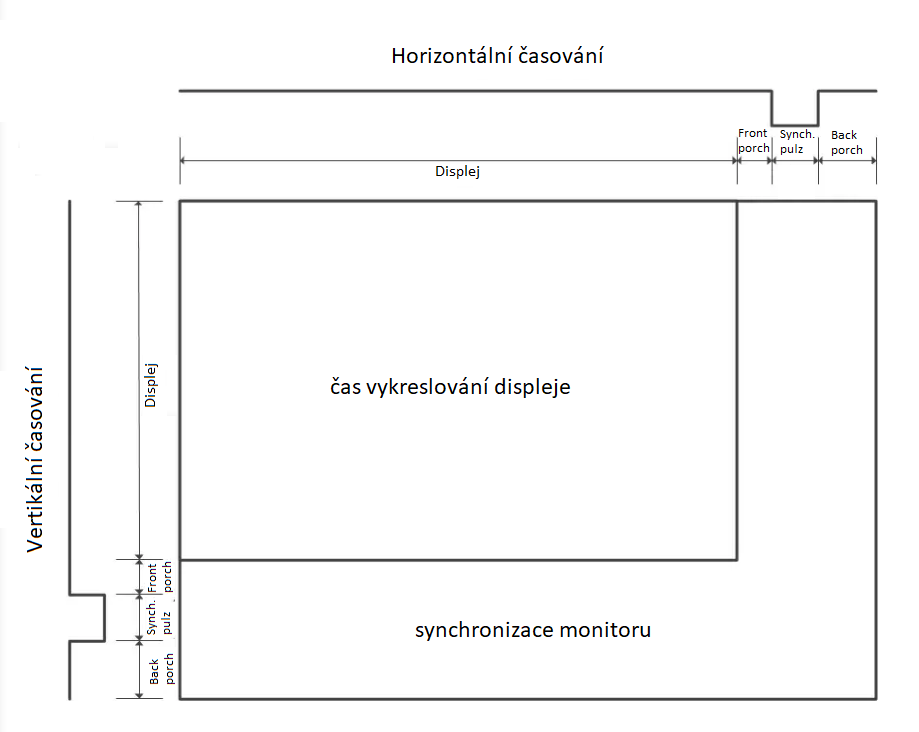 Horizontální časování
Front
porch
Synch.
pulz
Back
porch
Displej
Vertikální časování
Displej
čas vykreslování displeje
Front
porch
Synch.
pulz
Back
porch
synchronizace monitoru